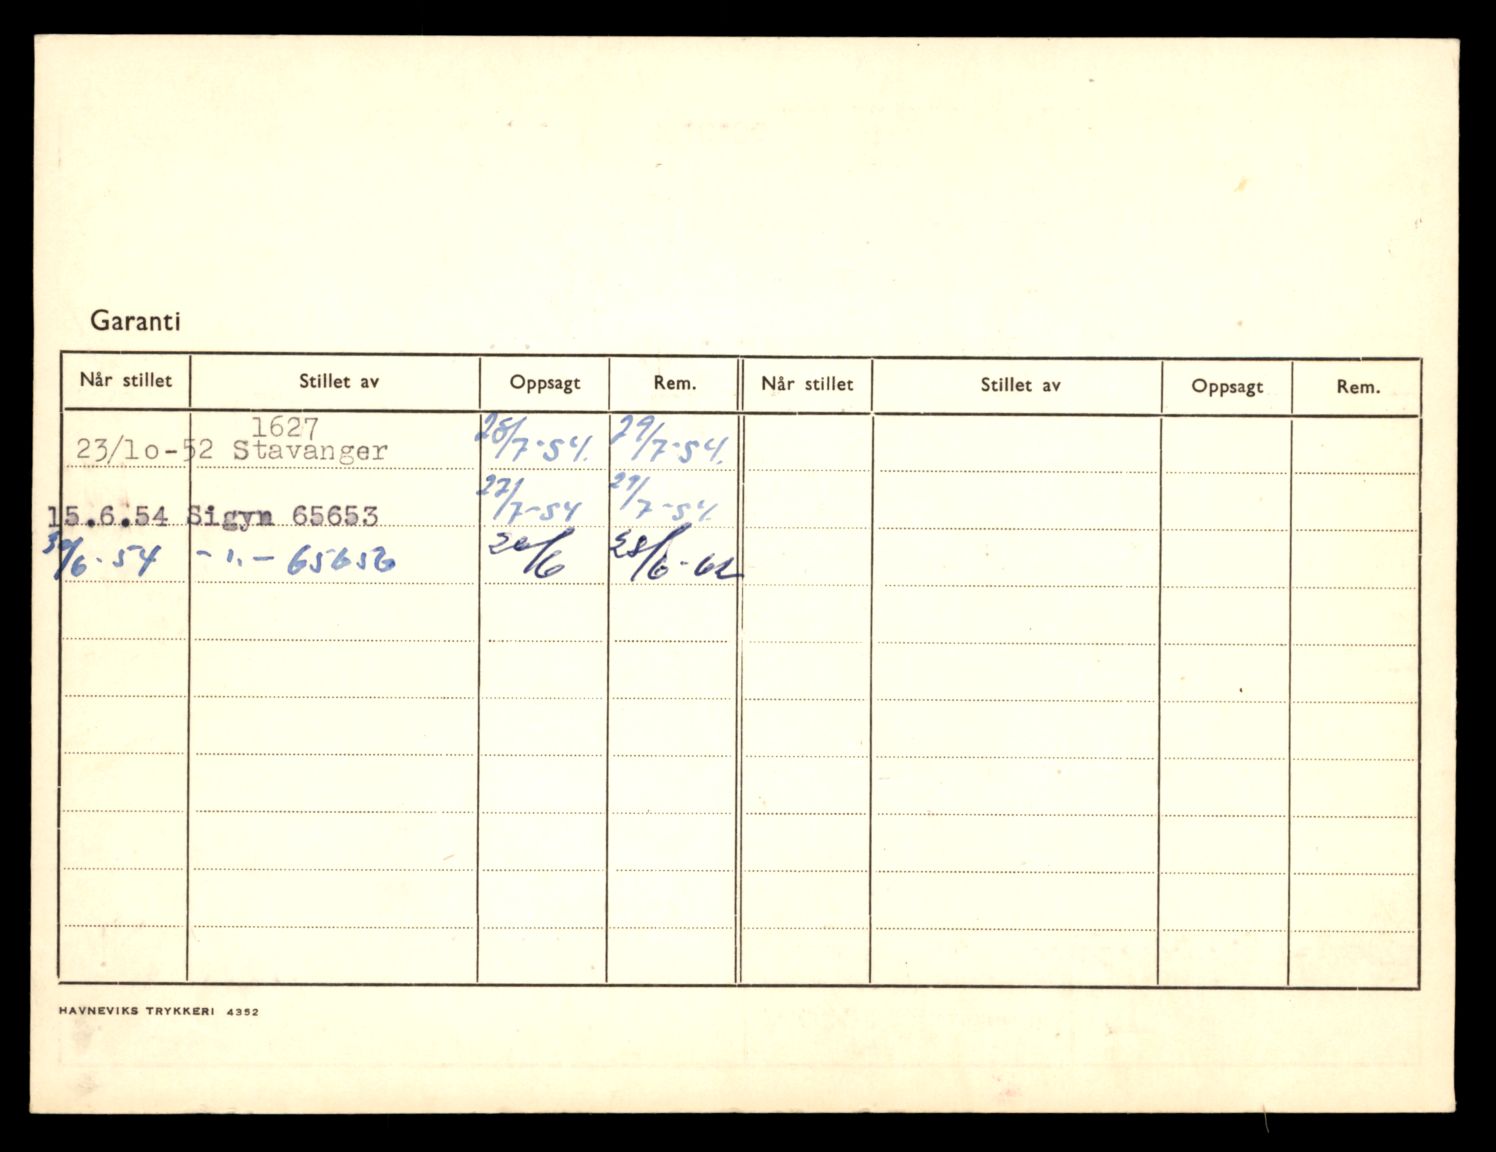 Garanti
Når stillet Stillet av Oppsagt Rem. Når stillet Stillet av Oppsagt Rem.
1627
23/10-52 Stavanger 28/7-54. 29/7-54.
15.6.54 Sigyn 65653 27/7-54 29/7-54.
30/6-54 - " - 65656 26/6 28/6-62
HAVNEVIKS TRYKKERI 4352